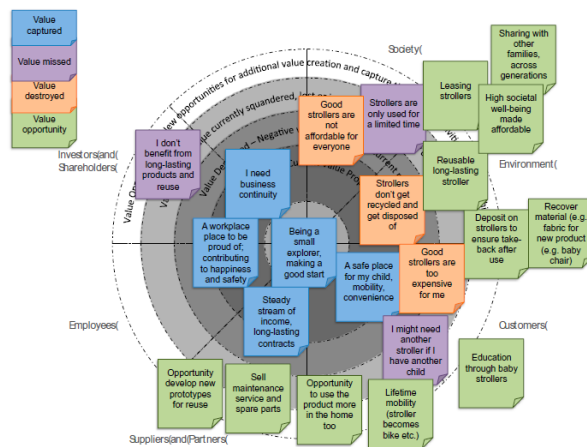 Value
captured
Value missed
Value
destroyed
Value
opportunity
Society(
Sharing with
other
families,
across
generations
Leasing
strollers
High societal
well-being
made
affordable
Strollers are
only used for
a limited time
Good
strollers are
not
affordable for
everyone
New opportunities for additional value creation and capture
Investors(and(
Shareholders(
I don't
benefit from
long-lasting
products and
reuse
I need
business
continuity
Strollers
don't get
recycled and
get disposed
of
Reusable
long-lasting
stroller
Environment(
Deposit on
strollers to
ensure take-
back after
use
Recover
material (e.g.
fabric for
new product
(e.g. baby
chair)
A workplace
place to be
proud of;
contributing
to happiness
and safety
Being a
small
explorer,
making a
good start
A safe place
for my child,
mobility,
convenience
Good
strollers are
too
expensive
for me
Steady
stream of
income,
long-lasting
contracts
Employees(
Customers(
I might need
another
stroller if I
have another
child
Education
through baby
strollers
Opportunity
develop new
prototypes
for reuse
Sell
maintenance
service and
spare parts
Opportunity
to use the
product more
in the home
too
Lifetime
mobility
(stroller
becomes
bike etc.)
Suppliers(and(Partners(